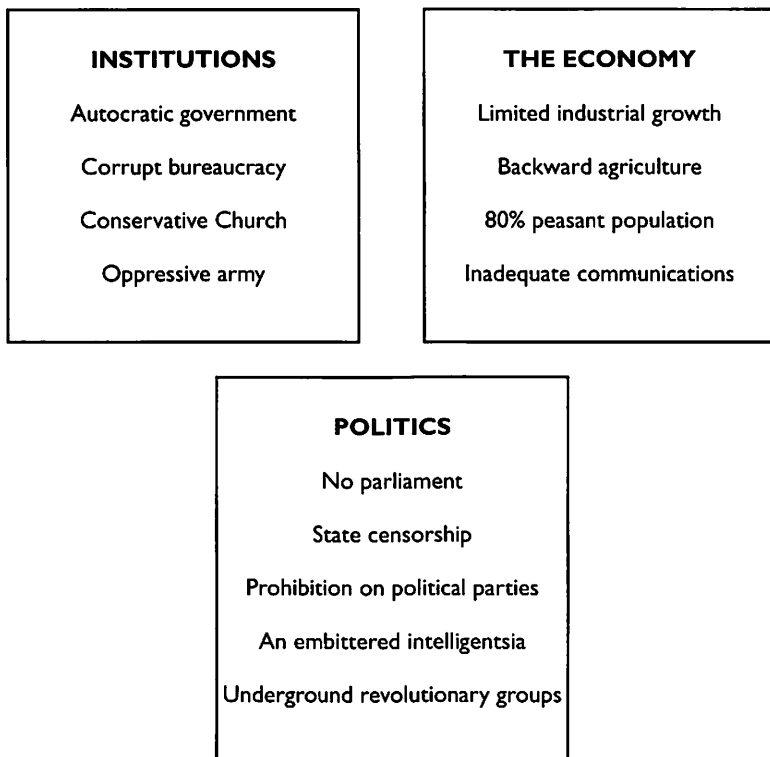 INSTITUTIONS
Autocratic government
Corrupt bureaucracy
Conservative Church
Oppressive army
THE ECONOMY
Limited industrial growth
Backward agriculture
80% peasant population
Inadequate communications
POLITICS
No parliament
State censorship
Prohibition on political parties
An embittered intelligentsia
Underground revolutionary groups